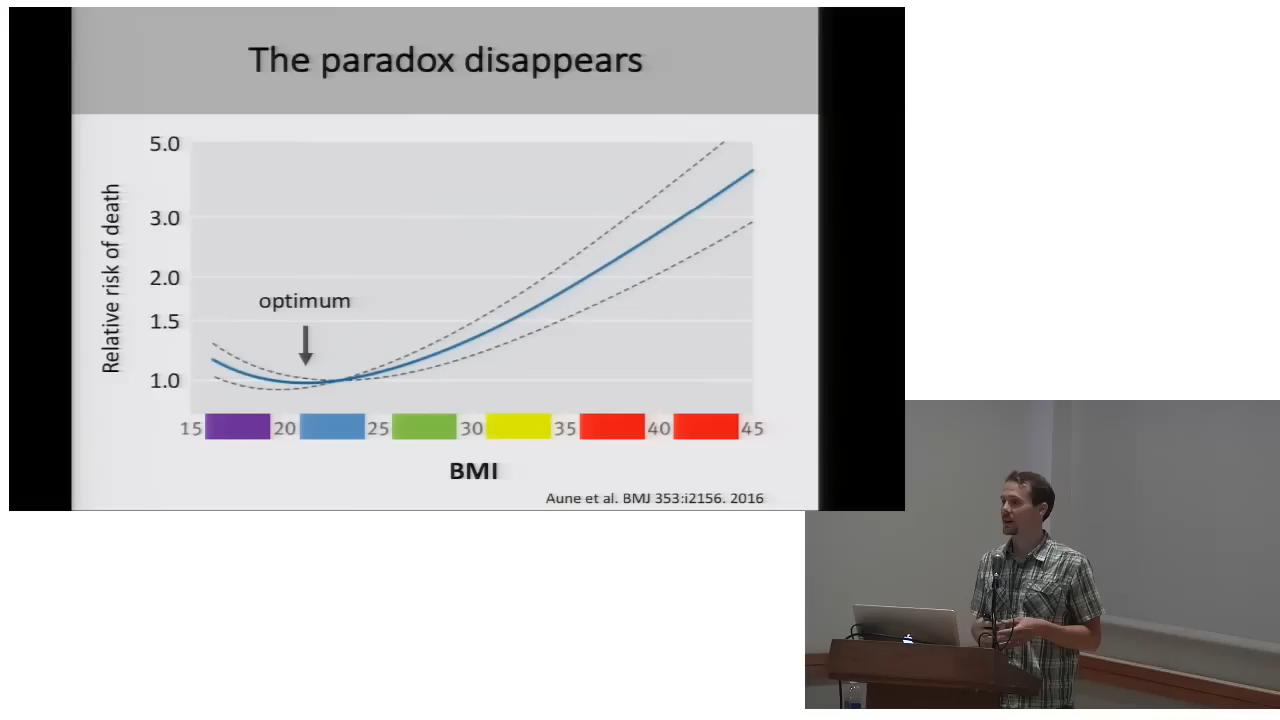 The paradox disappears
Relative risk of death
5.0
3.0
2.0
1.5
1.0
optimum
15 20 25 30 35 40 45
BMI
Aune et al. BMJ 353:i2156. 2016